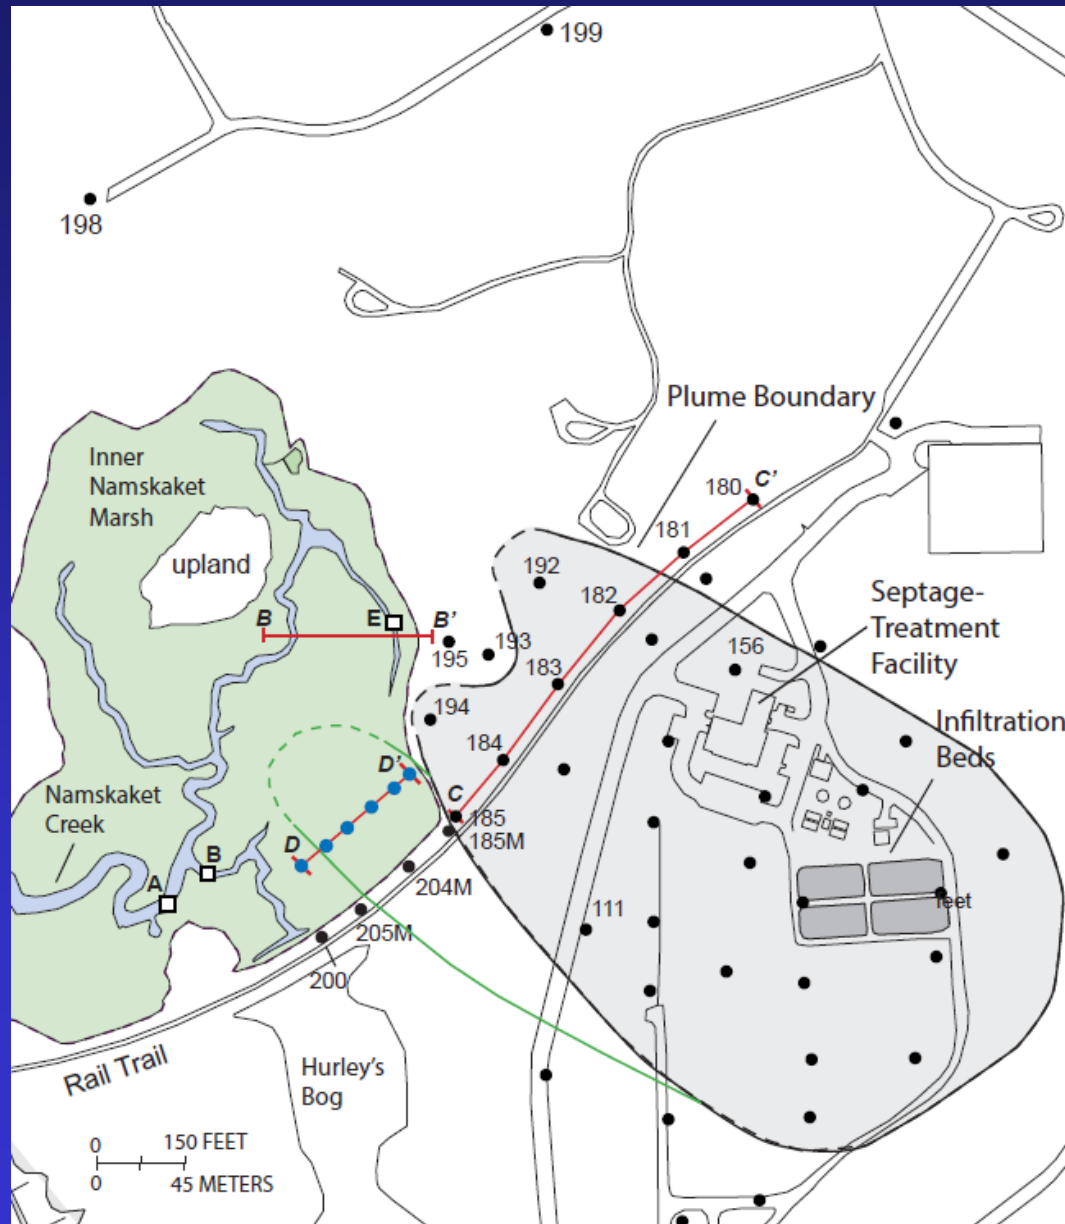 199
198
Plume Boundary
Inner
Namskaket
Marsh
180
C'
181
upland
192
182
Septage-
Treatment
Facility
B
E
B'
195
193
156
183
194
Infiltration
Beds
184
D'
Namskaket
Creek
C
185
185M
D
B
204M
A
111
feet
205M
200
Rail Trail
Hurley's
Bog
0
150 FEET
0
45 METERS